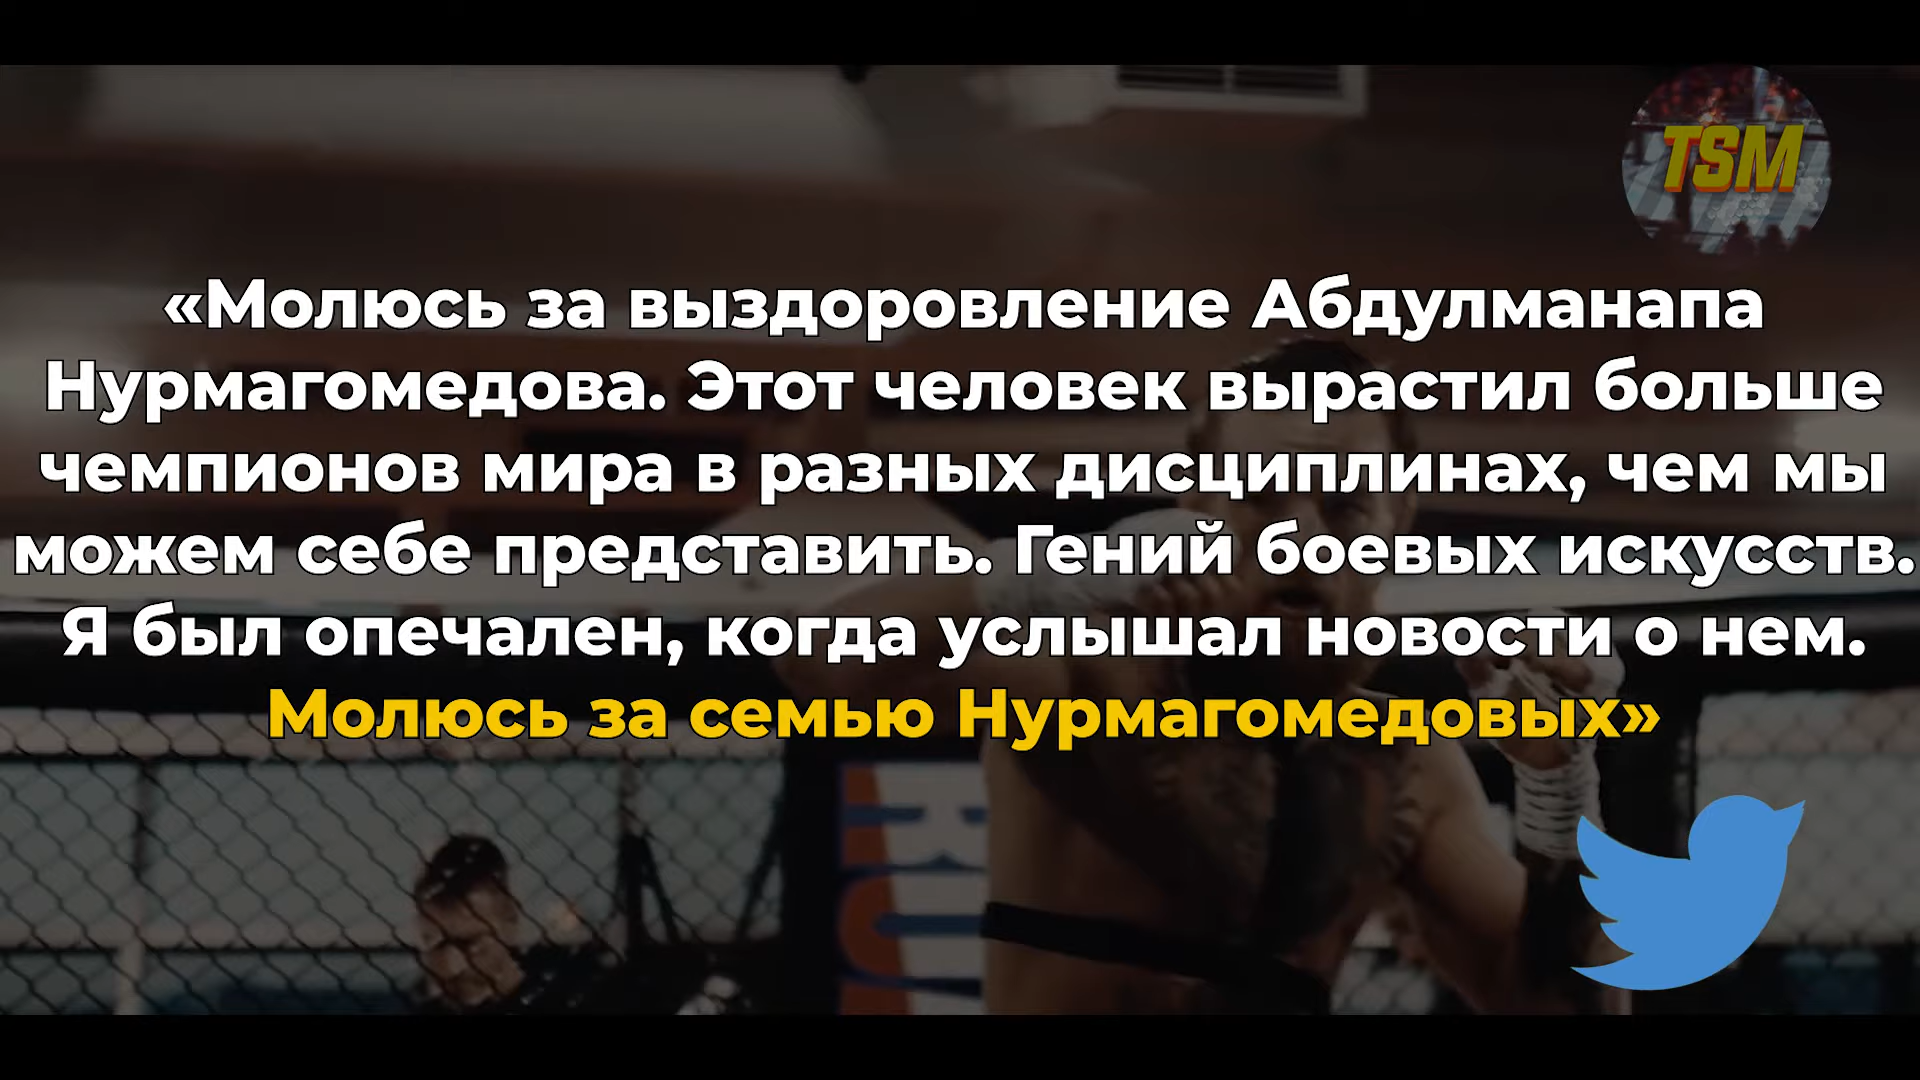 TSM
«Молюсь за выздоровление Абдулманапа
Нурмагомедова. Этот человек вырастил больше
чемпионов мира в разных дисциплинах, чем мы
можем себе представить. Гений боевых искусств.
Я был опечален, когда услышал новости о нем.
Молюсь за семью Нурмагомедовых»